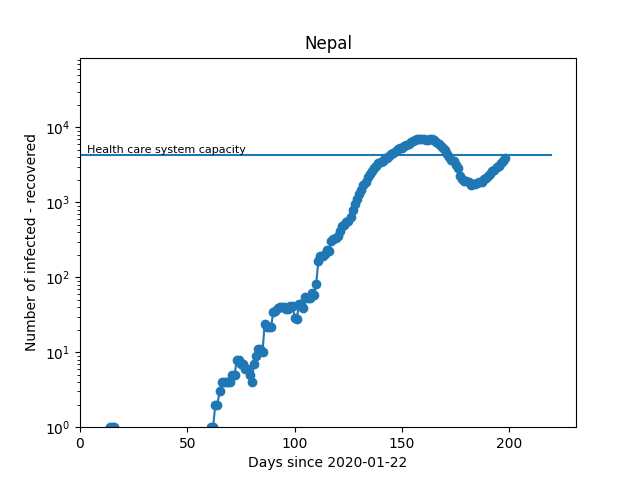 Nepal
Number of infected - recovered
10^4
10^3
10^2
10^1
10^0
Health care system capacity
0 50 100 150 200
Days since 2020-01-22